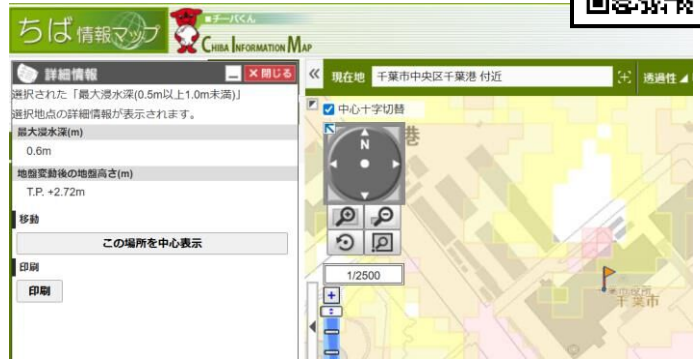 ちば情報マップ
■チーバくん
CHIBA INFORMATION MAP
詳細情報
×閉じる
選択された「最大浸水深(0.5m以上1.0m未満)」
選択地点の詳細情報が表示されます。
最大浸水深(m)
0.6m
地盤変動後の地盤高さ(m)
T.P. +2.72m
移動
この場所を中心表示
印刷
印刷
«
現在地
千葉市中央区千葉港 付近
透過性
中心十字切替
港
N
1/2500
千葉市